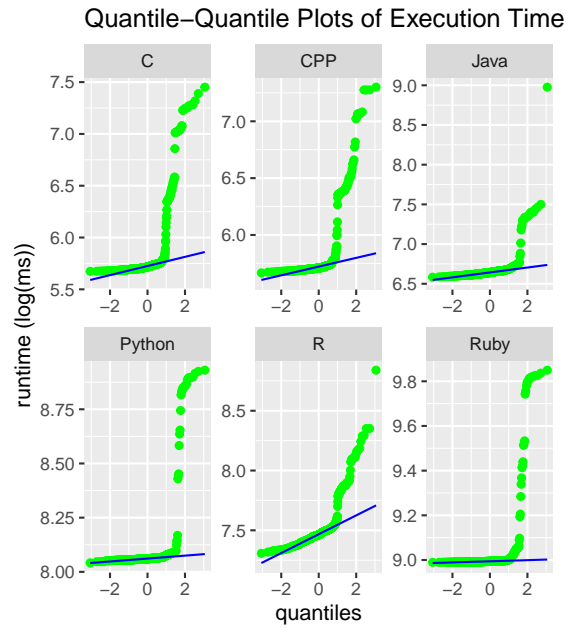 Quantile−Quantile Plots of Execution Time
C
CPP
Java
7.5
7.0
6.5
6.0
5.5
7.0
6.5
6.0
9.0
8.5
8.0
7.5
7.0
6.5
−2 0 2
−2 0 2
−2 0 2
Python
R
Ruby
8.75
8.50
8.25
8.00
8.5
8.0
7.5
9.8
9.6
9.4
9.2
9.0
−2 0 2
−2 0 2
−2 0 2
runtime (log(ms))
quantiles